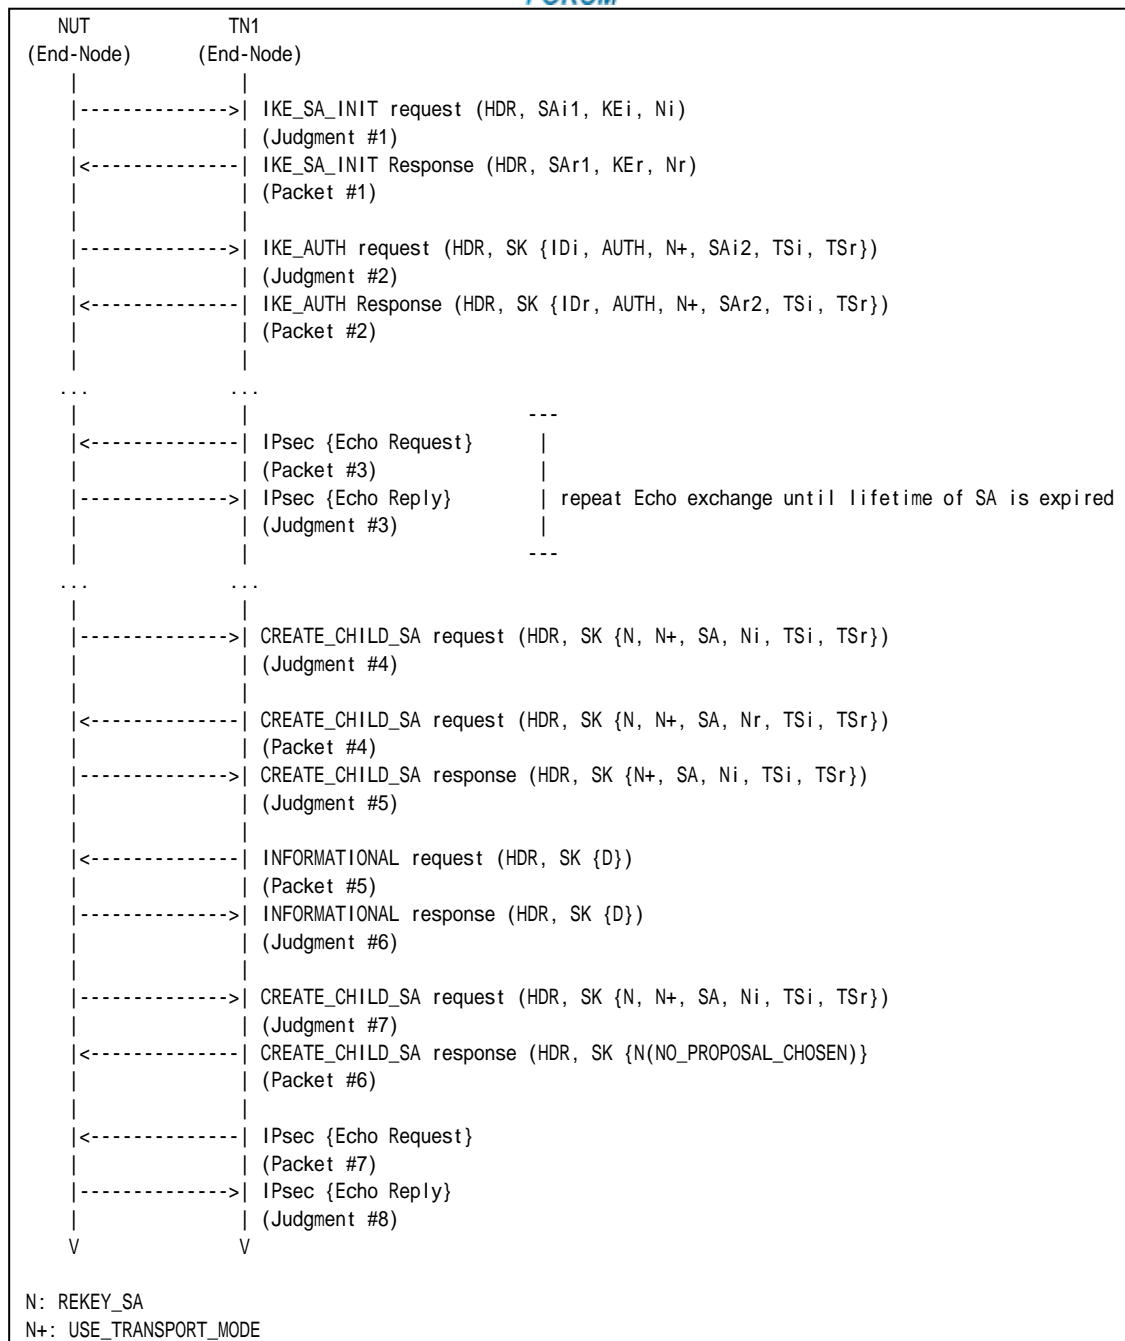 FORUM
NUT TN1
(End-Node) (End-Node)
| |
|-------------->| IKE_SA_INIT request (HDR, SAi1, KEi, Ni)
| | (Judgment #1)
|<--------------| IKE_SA_INIT Response (HDR, SAr1, KEr, Nr)
| | (Packet #1)
| |
|-------------->| IKE_AUTH request (HDR, SK {IDi, AUTH, N+, SAi2, TSi, TSr})
| | (Judgment #2)
|<--------------| IKE_AUTH Response (HDR, SK {IDr, AUTH, N+, SAr2, TSi, TSr})
| | (Packet #2)
| |
... ...
| | ---
|<--------------| IPsec {Echo Request} |
| | (Packet #3) |
|-------------->| IPsec {Echo Reply} | repeat Echo exchange until lifetime of SA is expired
| | (Judgment #3) |
| | ---
... ...
| |
|-------------->| CREATE_CHILD_SA request (HDR, SK {N, N+, SA, Ni, TSi, TSr})
| | (Judgment #4)
| |
|<--------------| CREATE_CHILD_SA request (HDR, SK {N, N+, SA, Nr, TSi, TSr})
| | (Packet #4)
|-------------->| CREATE_CHILD_SA response (HDR, SK {N+, SA, Ni, TSi, TSr})
| | (Judgment #5)
| |
|<--------------| INFORMATIONAL request (HDR, SK {D})
| | (Packet #5)
|-------------->| INFORMATIONAL response (HDR, SK {D})
| | (Judgment #6)
| |
|-------------->| CREATE_CHILD_SA request (HDR, SK {N, N+, SA, Ni, TSi, TSr})
| | (Judgment #7)
|<--------------| CREATE_CHILD_SA response (HDR, SK {N(NO_PROPOSAL_CHOSEN)}
| | (Packet #6)
| |
|<--------------| IPsec {Echo Request}
| | (Packet #7)
|-------------->| IPsec {Echo Reply}
| | (Judgment #8)
V V
N: REKEY_SA
N+: USE_TRANSPORT_MODE